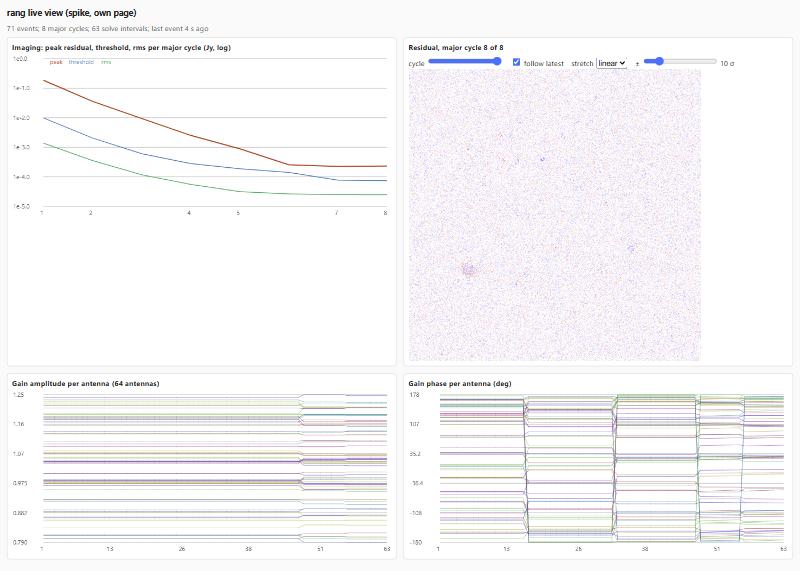 rang live view (spike, own page)
71 events; 8 major cycles; 63 solve intervals; last event 4 s ago
Imaging: peak residual, threshold, rms per major cycle (Jy, log)
1e0.0
peak threshold rms
1e-1.0
1e-2.0
1e-3.0
1e-4.0
1e-5.0
1 2 4 5 7 8
Residual, major cycle 8 of 8
cycle follow latest stretch linear ± 10 σ
Gain amplitude per antenna (64 antennas)
1.25
1.16
1.07
0.975
0.882
0.790
1 13 26 38 51 63
Gain phase per antenna (deg)
178
107
35.2
-108
-180
1 13 26 38 51 63